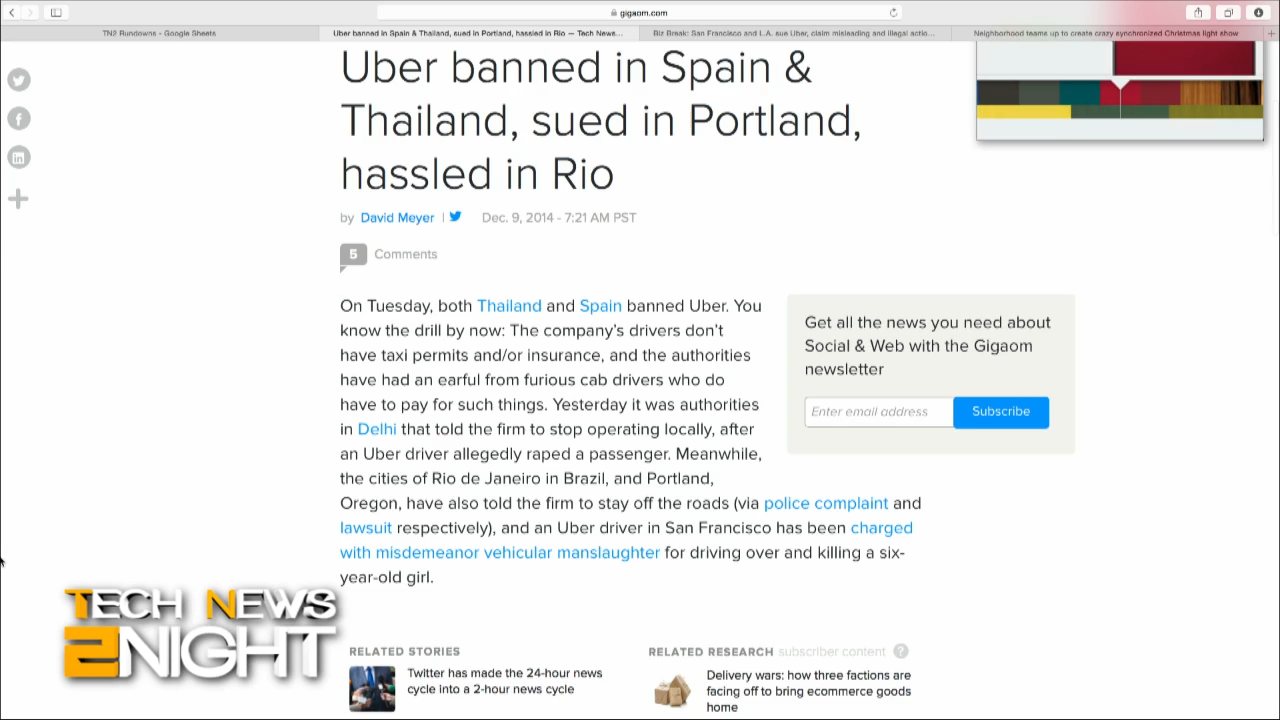 gigaom.com
TN2 Rundowns - Google Sheets
Uber banned in Spain & Thailand, sued in Portland, hassled in Rio — Tech News...
Biz Break: San Francisco and L.A. sue Uber, claim misleading and illegal actio...
Neighborhood teams up to create crazy synchronized Christmas light show
Uber banned in Spain &
Thailand, sued in Portland,
hassled in Rio
by David Meyer | Dec. 9, 2014 - 7:21 AM PST
5 Comments
On Tuesday, both Thailand and Spain banned Uber. You
know the drill by now: The company's drivers don't
have taxi permits and/or insurance, and the authorities
have had an earful from furious cab drivers who do
have to pay for such things. Yesterday it was authorities
in Delhi that told the firm to stop operating locally, after
an Uber driver allegedly raped a passenger. Meanwhile,
the cities of Rio de Janeiro in Brazil, and Portland,
Oregon, have also told the firm to stay off the roads (via police complaint and
lawsuit respectively), and an Uber driver in San Francisco has been charged
with misdemeanor vehicular manslaughter for driving over and killing a six-
year-old girl.
Get all the news you need about
Social & Web with the Gigaom
newsletter
Enter email address
Subscribe
RELATED STORIES
Twitter has made the 24-hour news
cycle into a 2-hour news cycle
RELATED RESEARCH subscriber content ?
Delivery wars: how three factions are
facing off to bring ecommerce goods
home
TECH NEWS
2NIGHT